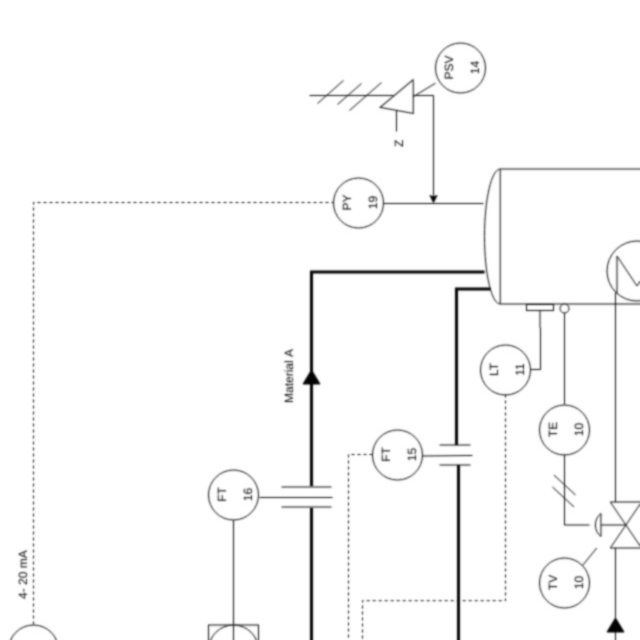 PSV
14
Z
PY
19
Material A
LT
11
TE
10
FT
15
FT
16
4- 20 mA
TV
10